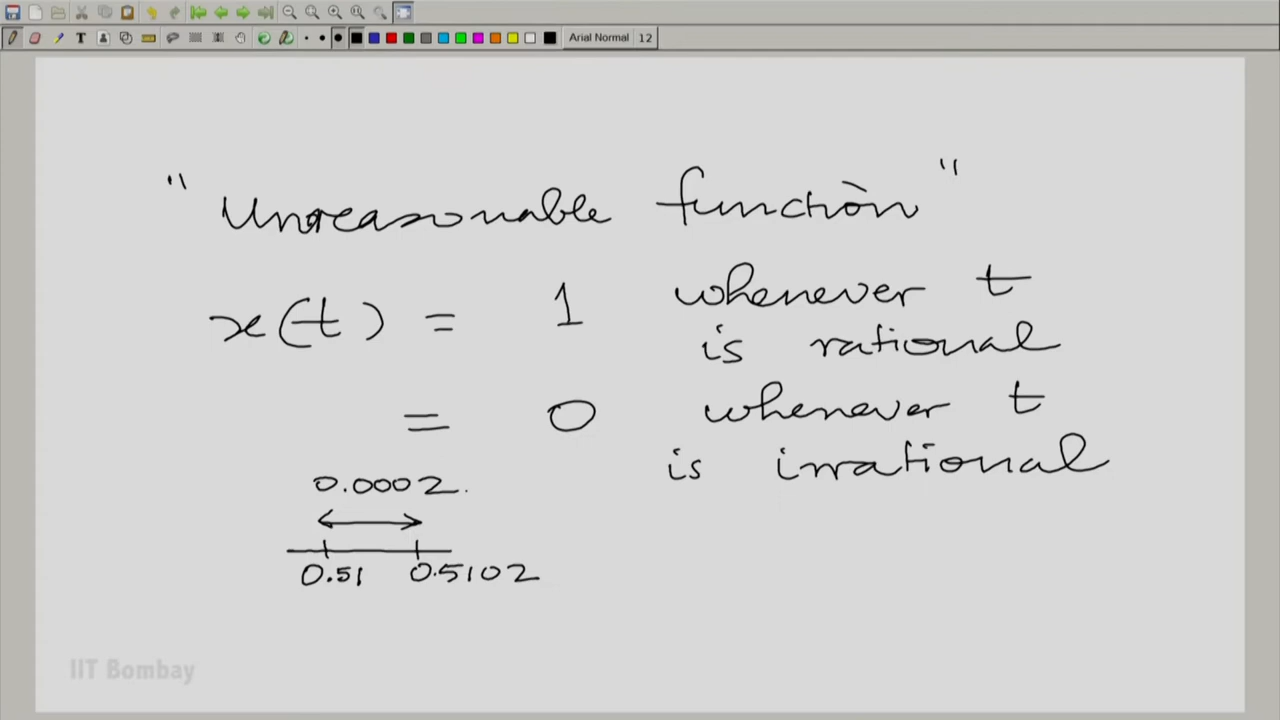 Arial Normal 12
" Unreasonable function "
x(t) = 1 whenever t
is rational
= 0 whenever t
is irrational
0.0002.
0.51 0.5102
IIT Bombay